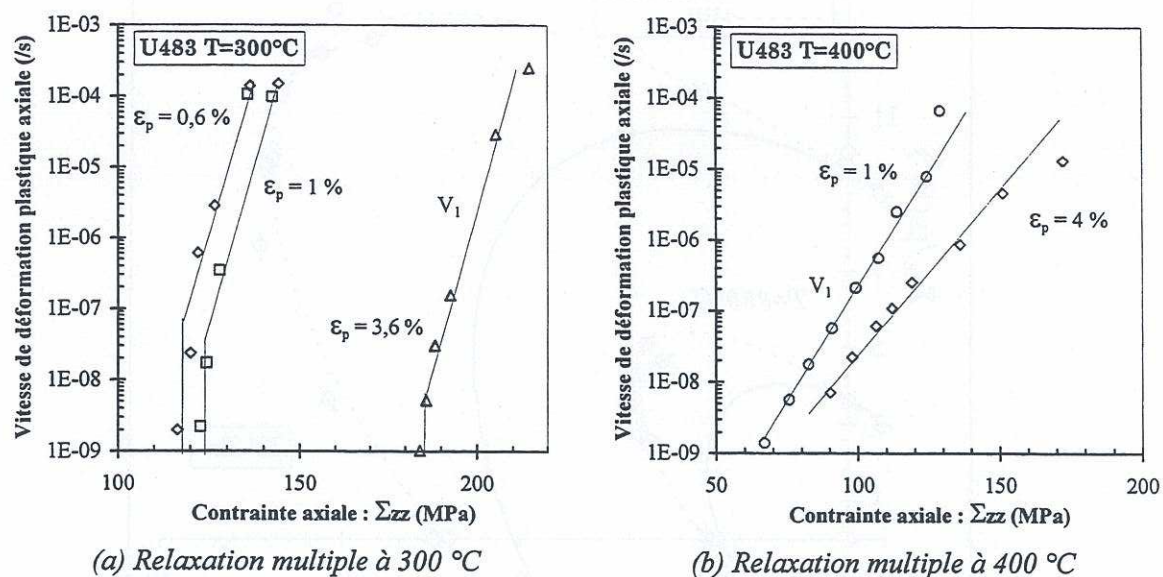 1E-03
1E-04
1E-05
1E-06
1E-07
1E-08
1E-09
Vitesse de déformation plastique axiale (/s)
U483 T=300°C
εp = 0,6 %
εp = 1 %
V1
εp = 3,6 %
100 150 200
Contrainte axiale : Σzz (MPa)
(a) Relaxation multiple à 300 °C
1E-03
1E-04
1E-05
1E-06
1E-07
1E-08
1E-09
Vitesse de déformation plastique axiale (/s)
U483 T=400°C
εp = 1 %
εp = 4 %
V1
50 100 150 200
Contrainte axiale : Σzz (MPa)
(b) Relaxation multiple à 400 °C